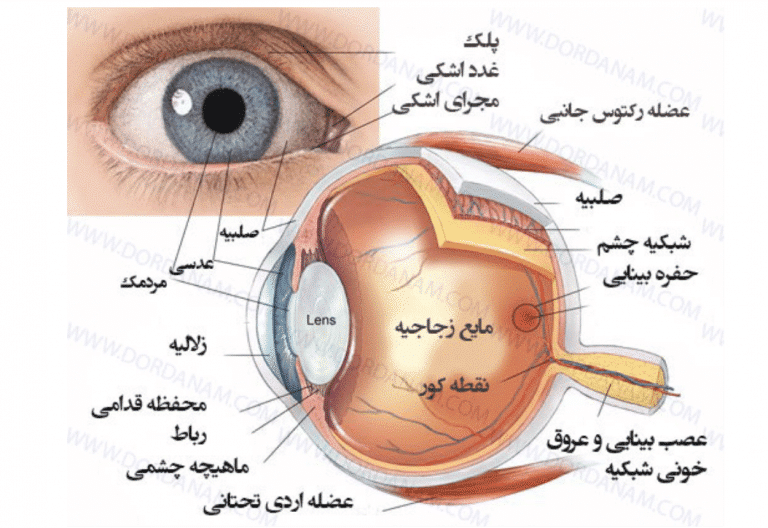 پلک
غدد اشکی
مجرای اشکی
عضله رکتوس جانبی
صلبیه
صلبیه
شبکیه چشم
حفره بینایی
عدسی
مردمک
Lens
مایع زجاجیه
زلالیه
نقطه کور
محفظه قدامی
رباط
ماهیچه چشمی
عصب بینایی و عروق
خونی شبکیه
عضله اردی تحتانی
WWW.DORDANAM.COM